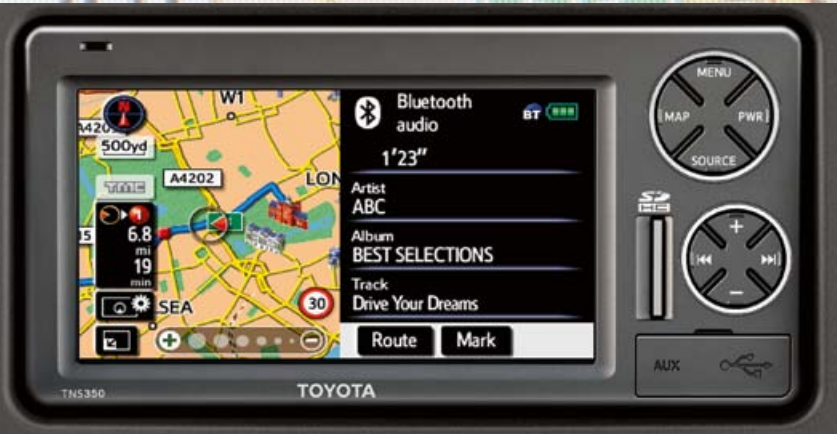 N
W1
500yd
TMC
A4202
LON
6.8
mi
19
min
SEA
30
Bluetooth
audio
BT
1'23"
Artist
ABC
Album
BEST SELECTIONS
Track
Drive Your Dreams
Route
Mark
MENU
MAP
PWR
SOURCE
SD
HC
AUX
TNS350
TOYOTA